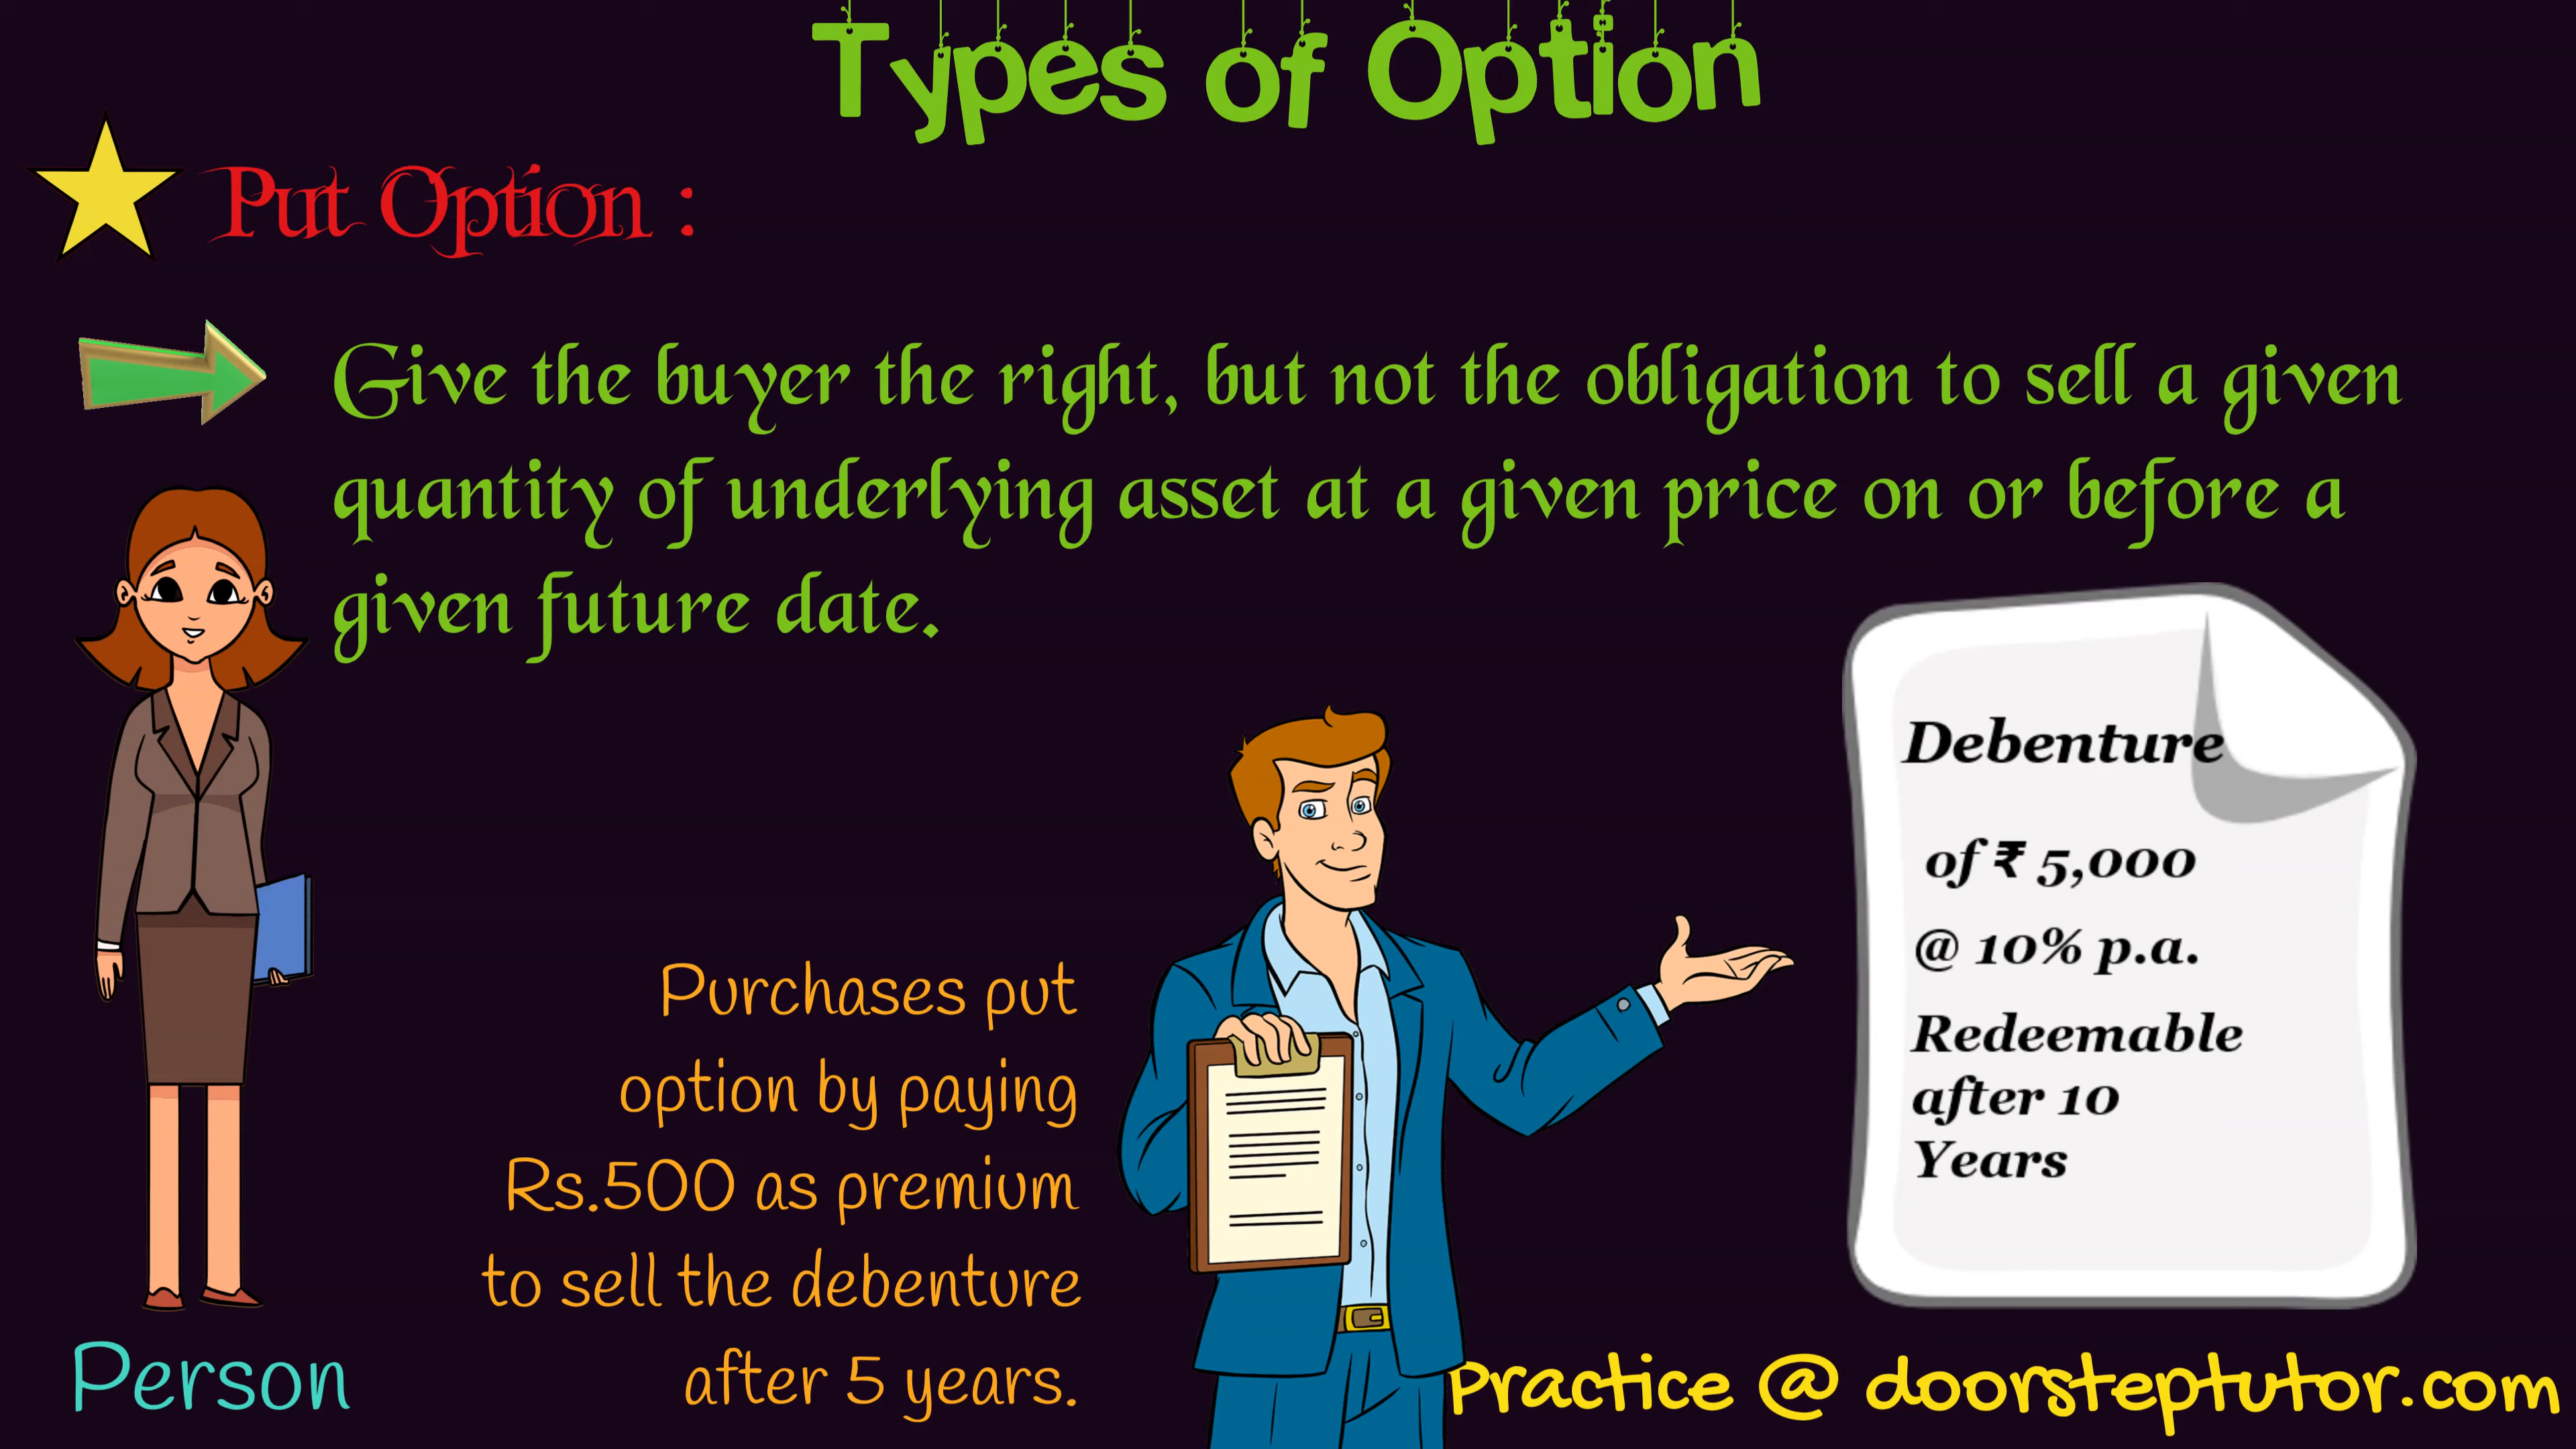 Types of Option
Put Option :
Give the buyer the right, but not the obligation to sell a given
quantity of underlying asset at a given price on or before a
given future date.
Debenture
of ₹ 5,000
@ 10% p.a.
Redeemable
after 10
Years
Purchases put
option by paying
Rs.500 as premium
to sell the debenture
after 5 years.
Person
Practice @ doorsteptutor.com